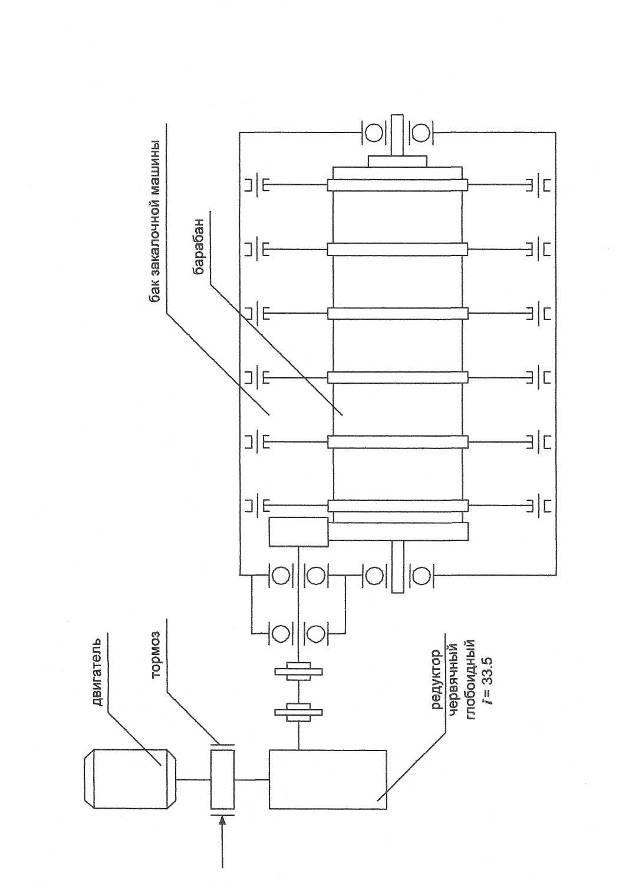 двигатель
тормоз
бак закалочной машины
барабан
редуктор
червячный
глобоидный
i = 33.5